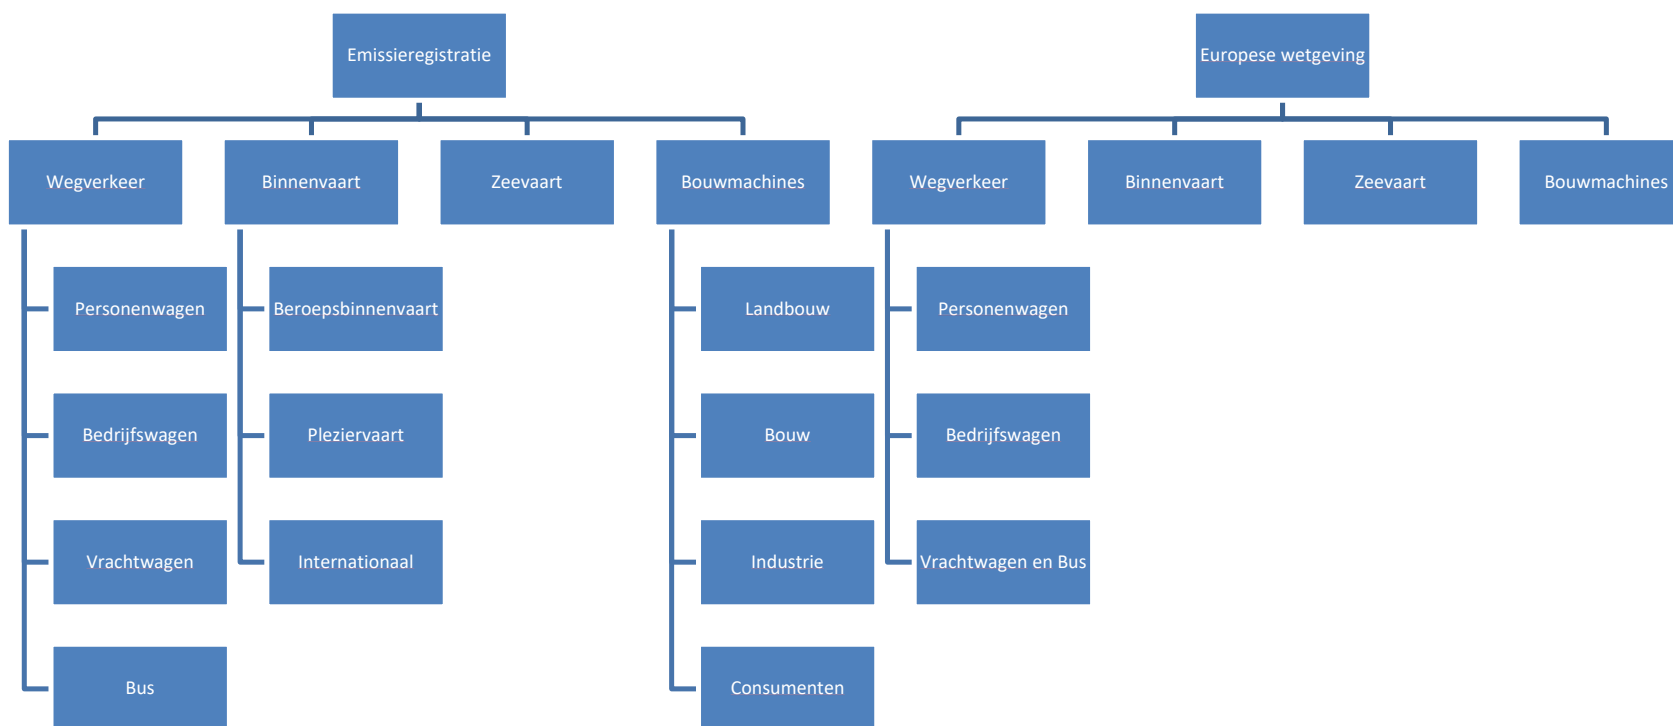 Emissieregistratie
Europese wetgeving
Wegverkeer
Binnenvaart
Zeevaart
Bouwmachines
Wegverkeer
Binnenvaart
Zeevaart
Bouwmachines
Personenwagen
Beroepsbinnenvaart
Landbouw
Personenwagen
Bedrijfswagen
Pleziervaart
Bouw
Bedrijfswagen
Vrachtwagen
Internationaal
Industrie
Vrachtwagen en Bus
Bus
Consumenten